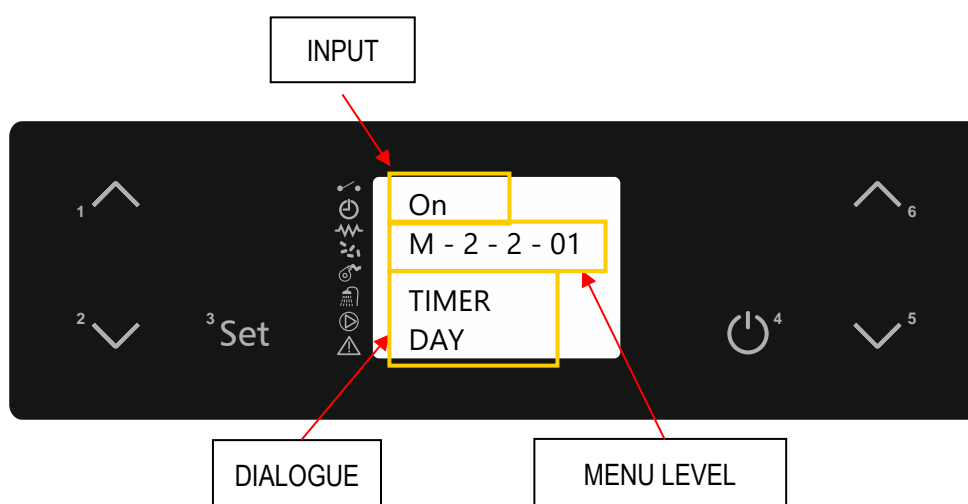 INPUT
1
6
On
M - 2 - 2 - 01
TIMER
DAY
2
3 Set
4
5
DIALOGUE
MENU LEVEL